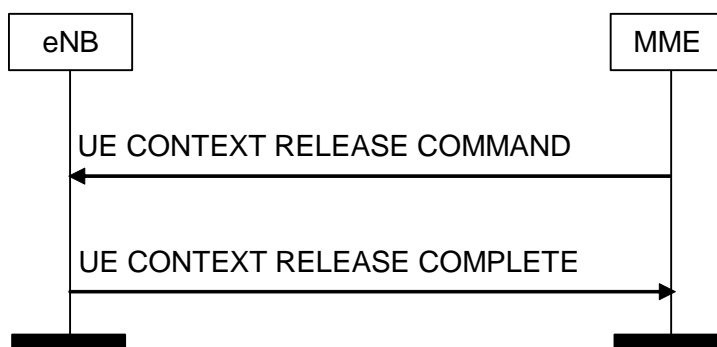 eNB
MME
UE CONTEXT RELEASE COMMAND
UE CONTEXT RELEASE COMPLETE